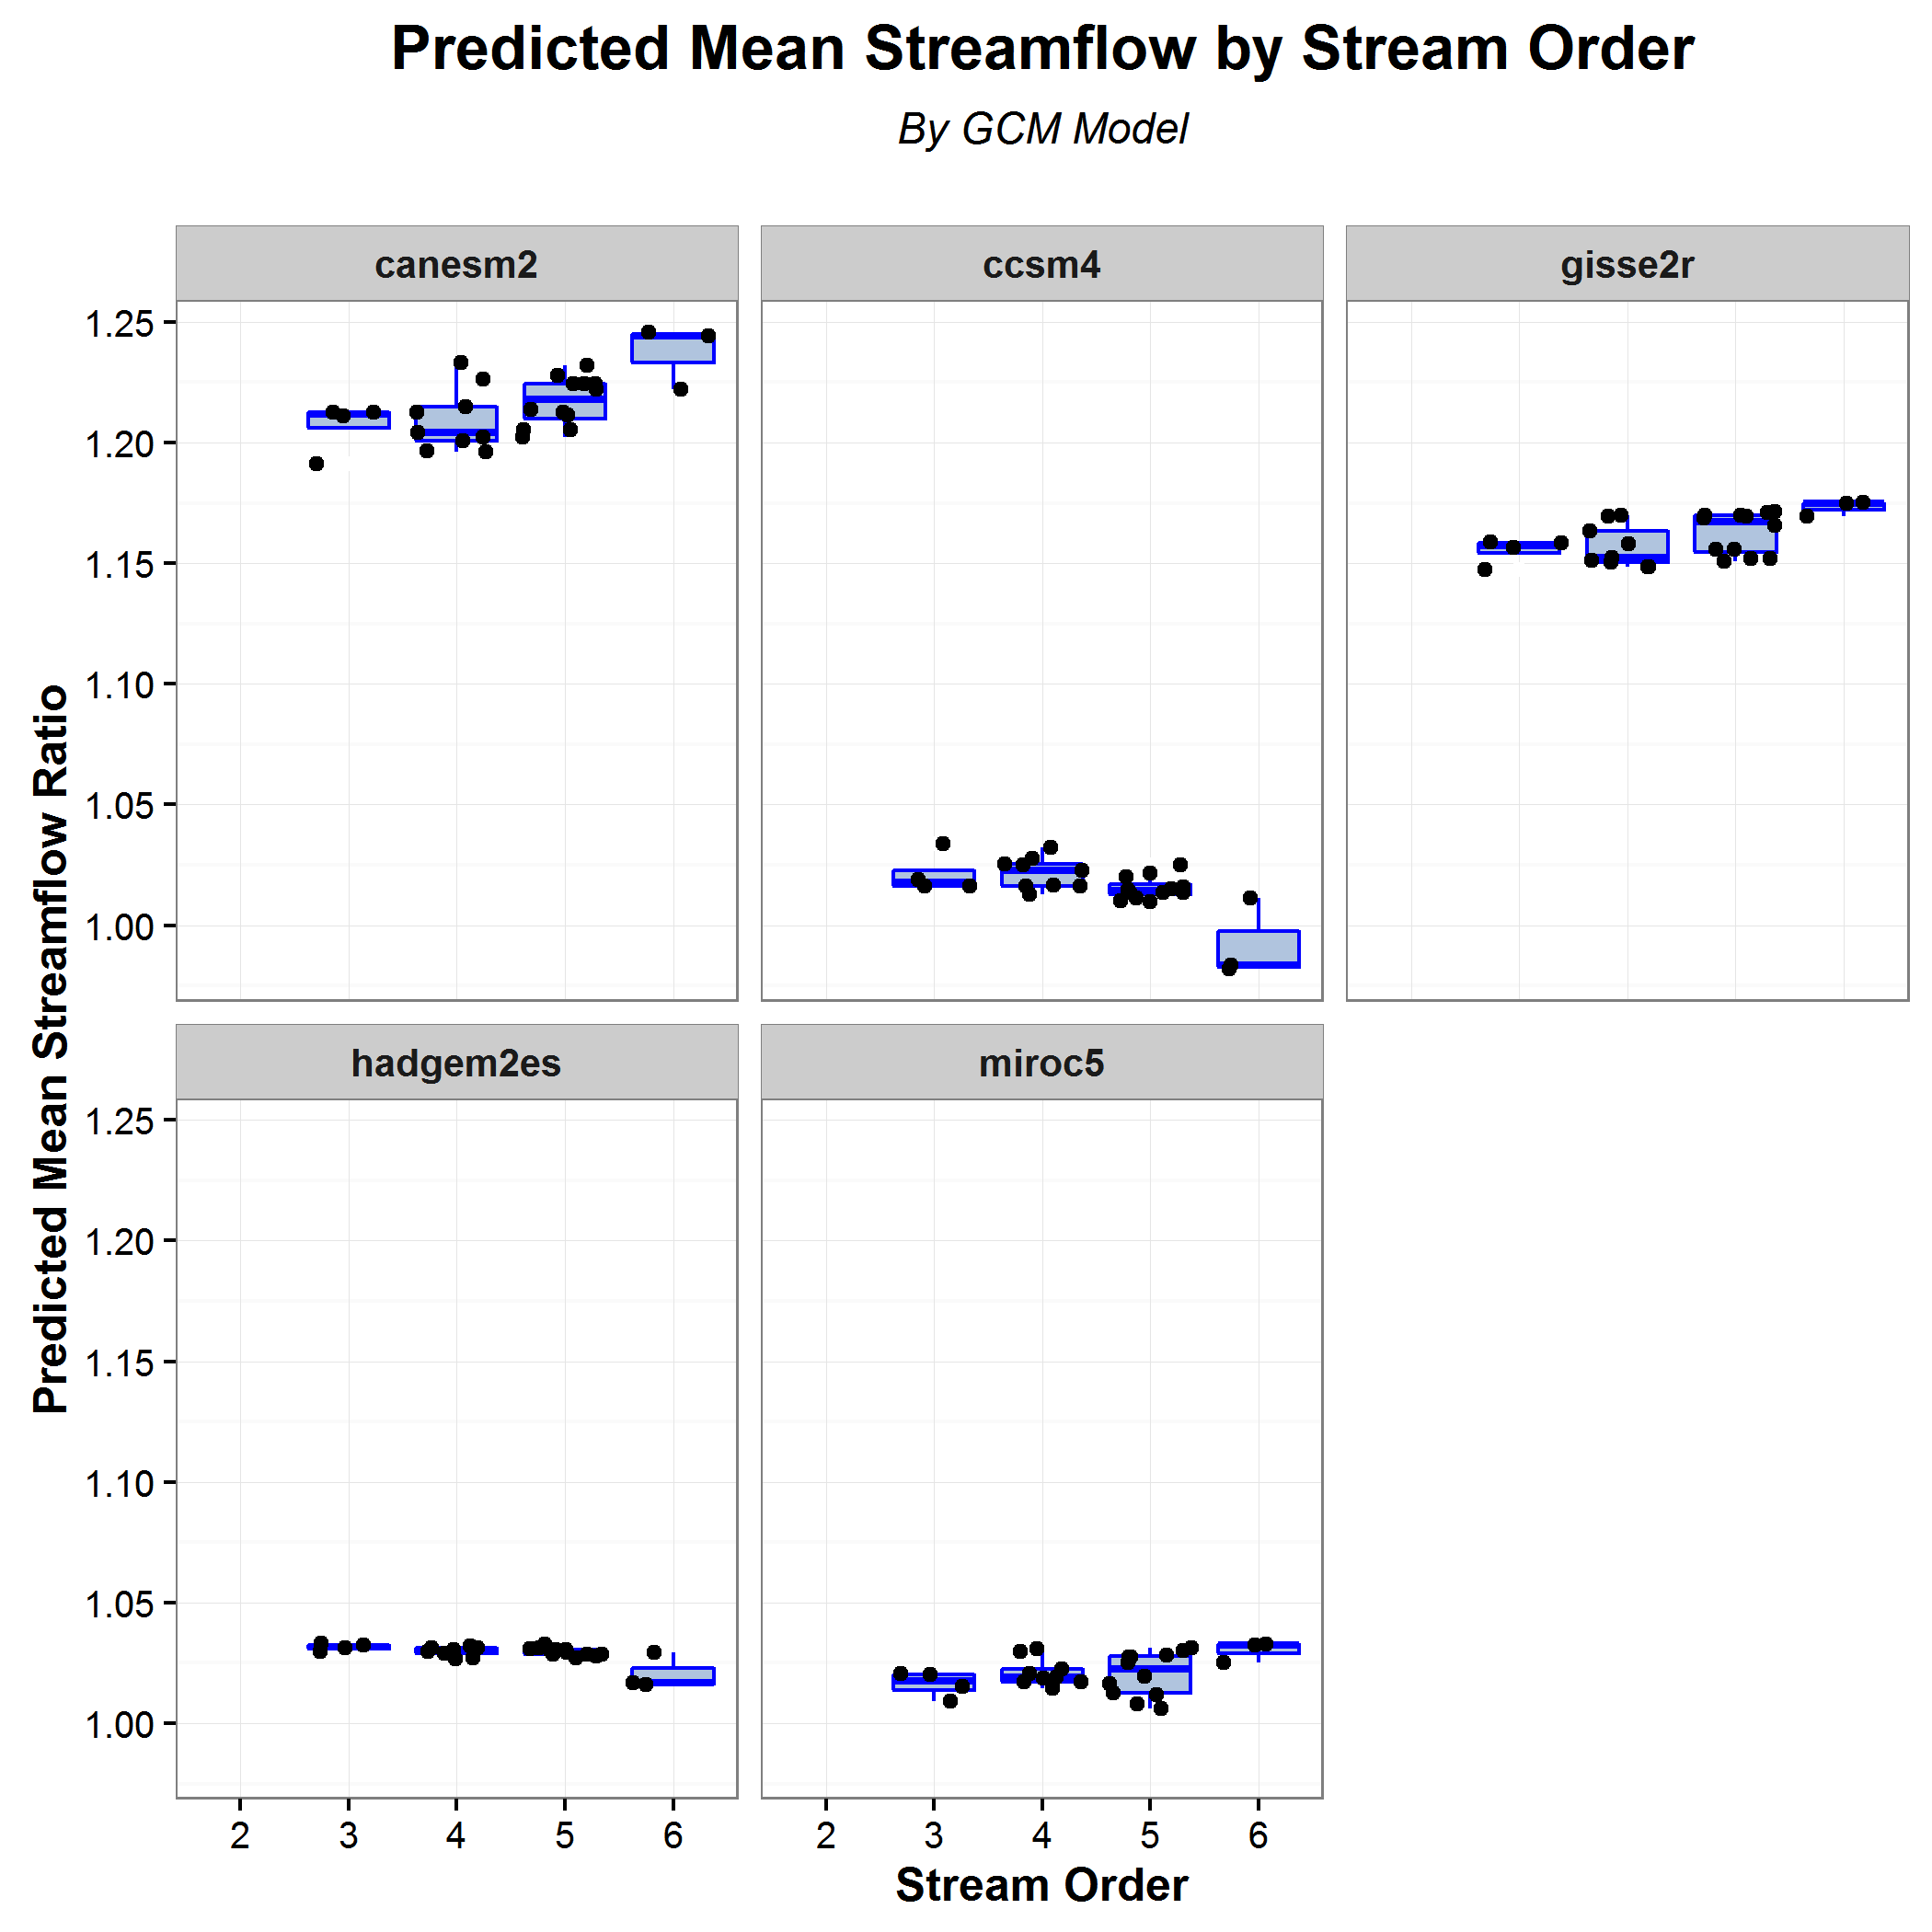 Predicted Mean Streamflow by Stream Order
By GCM Model
canesm2
ccsm4
gisse2r
1.25
1.20
1.15
1.10
1.05
1.00
Predicted Mean Streamflow Ratio
hadgem2es
miroc5
1.25
1.20
1.15
1.10
1.05
1.00
2 3 4 5 6
2 3 4 5 6
Stream Order